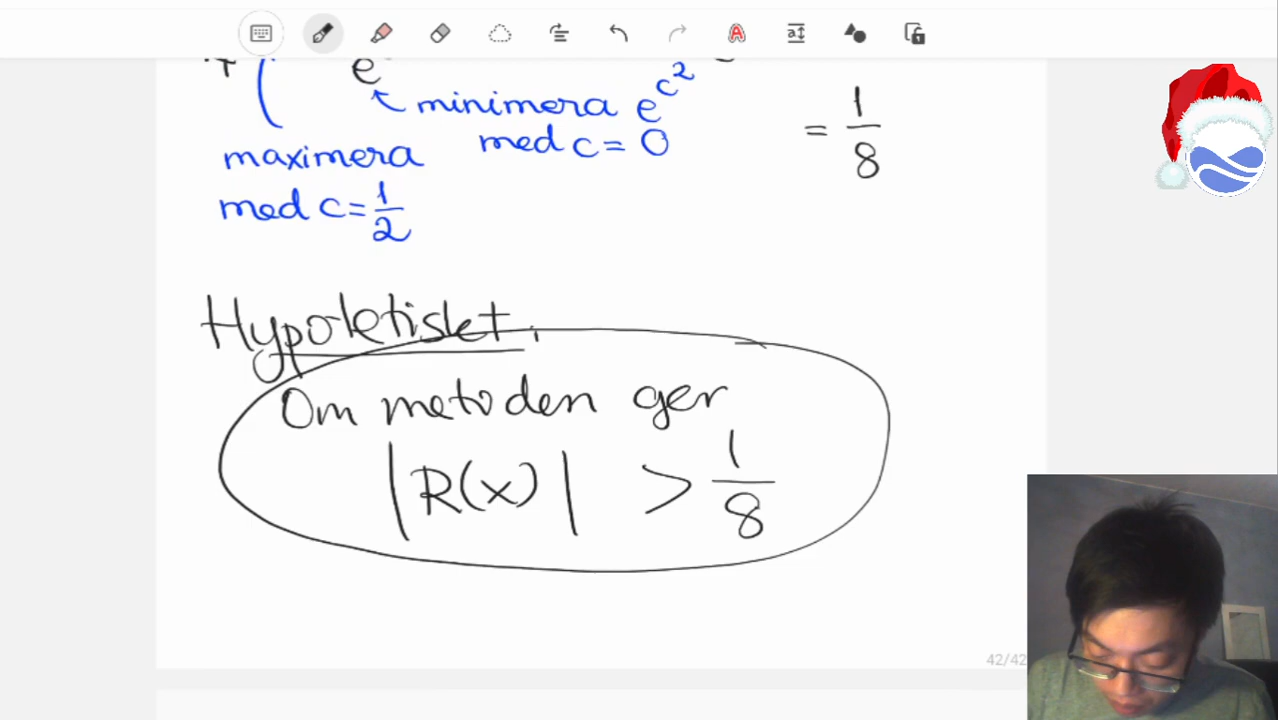 e
minimera e^{c^2}
med c = 0
= 1/8
maximera
med c = 1/2
Hypotetiskt.
Om metoden ger
|R(x)| > 1/8
42/42